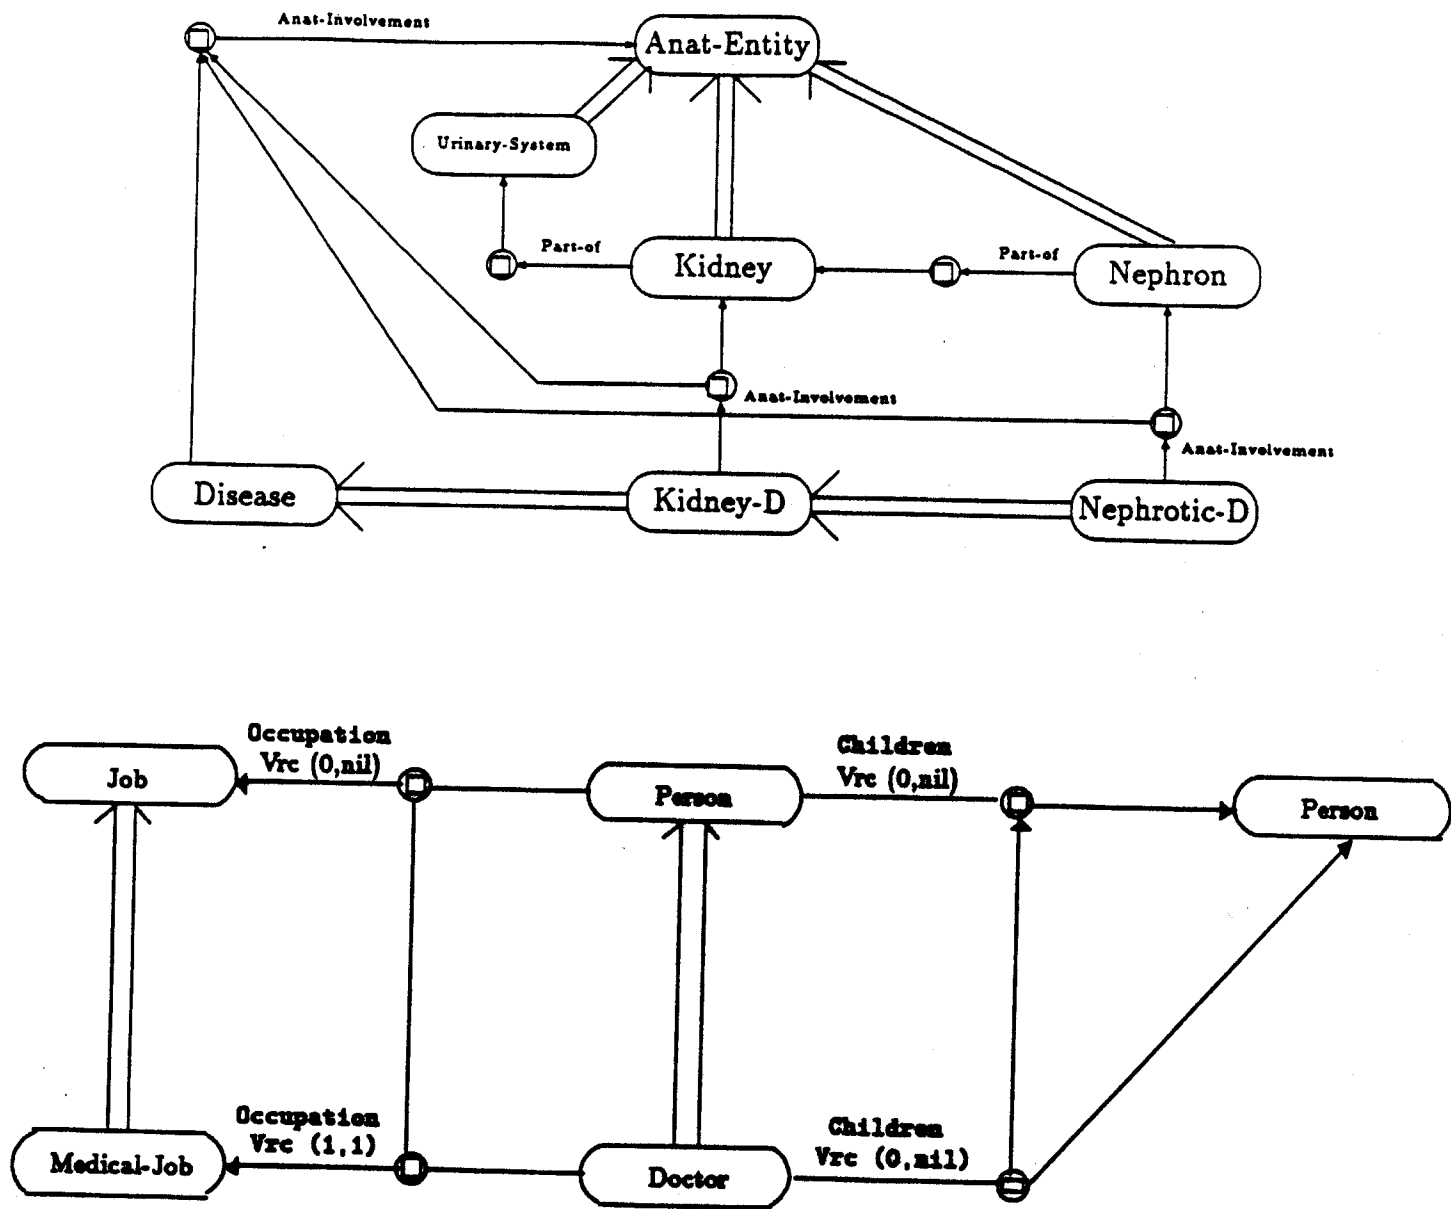 Anat-Involvement
Anat-Entity
Urinary-System
Part-of
Kidney
Part-of
Nephron
Anat-Involvement
Anat-Involvement
Disease
Kidney-D
Nephrotic-D
Occupation
Vrc (0,nil)
Children
Vrc (0,nil)
Job
Person
Person
Occupation
Vrc (1,1)
Children
Vrc (0,nil)
Medical-Job
Doctor